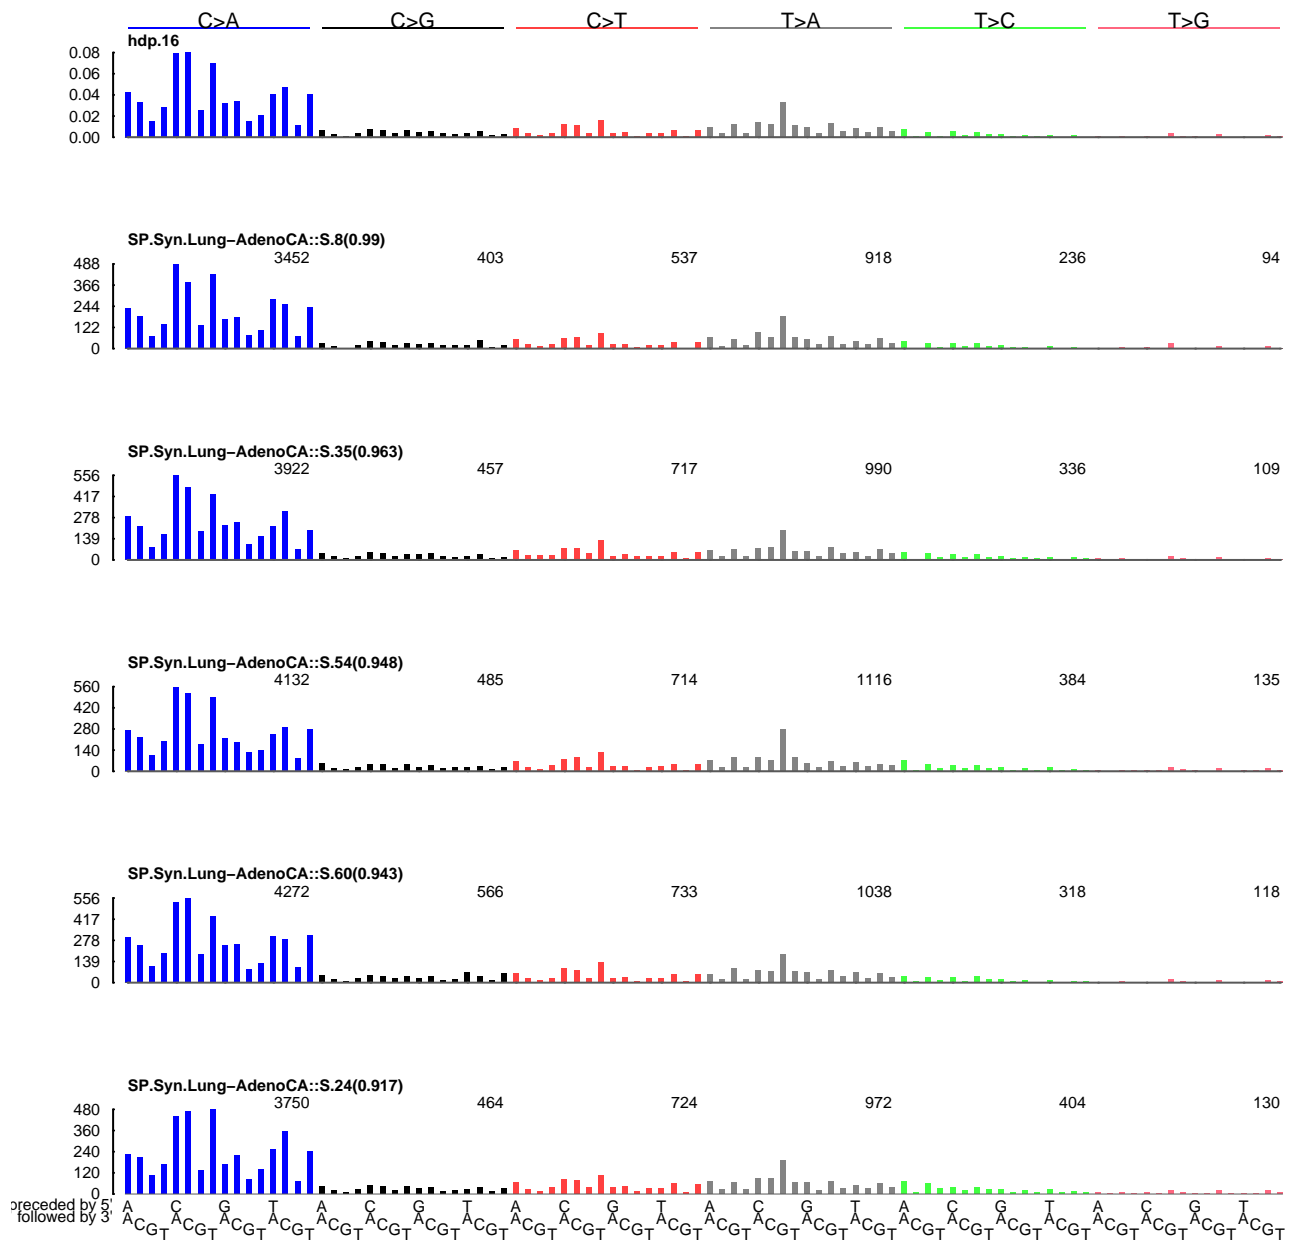 C>A C>G C>T T>A T>C T>G
hdp.16
0.08
0.06
0.04
0.02
0.00
SP.Syn.Lung−AdenoCA::S.8(0.99)
3452 403 537 918 236 94
488
366
244
122
0
SP.Syn.Lung−AdenoCA::S.35(0.963)
3922 457 717 990 336 109
556
417
278
139
0
SP.Syn.Lung−AdenoCA::S.54(0.948)
4132 485 714 1116 384 135
560
420
280
140
0
SP.Syn.Lung−AdenoCA::S.60(0.943)
4272 566 733 1038 318 118
556
417
278
139
0
SP.Syn.Lung−AdenoCA::S.24(0.917)
3750 464 724 972 404 130
480
360
240
120
0
preceded by 5' A C G T A C G T A C G T A C G T A C G T A C G T
followed by 3' A C G T A C G T A C G T A C G T A C G T A C G T A C G T A C G T A C G T A C G T A C G T A C G T A C G T A C G T A C G T A C G T A C G T A C G T A C G T A C G T A C G T A C G T A C G T A C G T